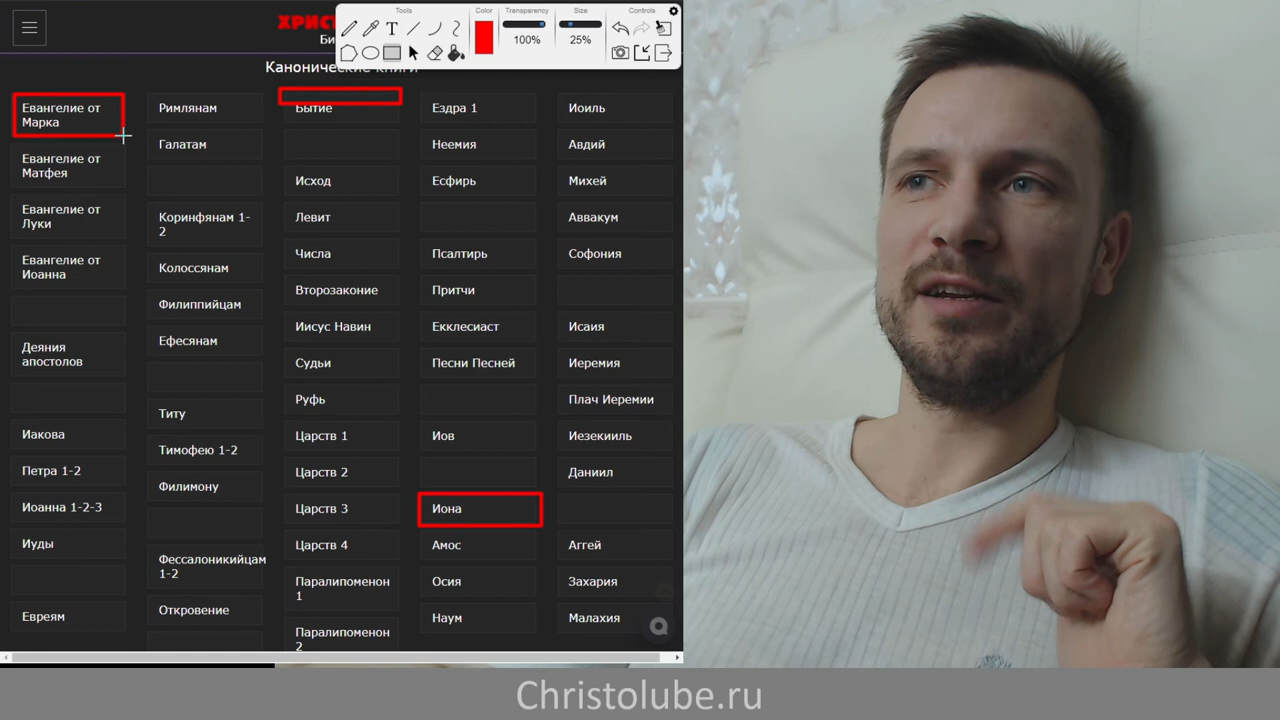 Tools
Color
Transparency
Size
Controls
100%
25%
Канонические книги
Евангелие от
Марка
Евангелие от
Матфея
Евангелие от
Луки
Евангелие от
Иоанна
Деяния
апостолов
Иакова
Петра 1-2
Иоанна 1-2-3
Иуды
Евреям
Римлянам
Галатам
Коринфянам 1-
2
Колоссянам
Филиппийцам
Ефесянам
Титу
Тимофею 1-2
Филимону
Фессалоникийцам
1-2
Откровение
Бытие
Исход
Левит
Числа
Второзаконие
Иисус Навин
Судьи
Руфь
Царств 1
Царств 2
Царств 3
Царств 4
Паралипоменон
1
Паралипоменон
2
Ездра 1
Неемия
Есфирь
Псалтирь
Притчи
Екклесиаст
Песни Песней
Иов
Иона
Амос
Осия
Наум
Иоиль
Авдий
Михей
Аввакум
Софония
Исаия
Иеремия
Плач Иеремии
Иезекииль
Даниил
Аггей
Захария
Малахия
Christolube.ru